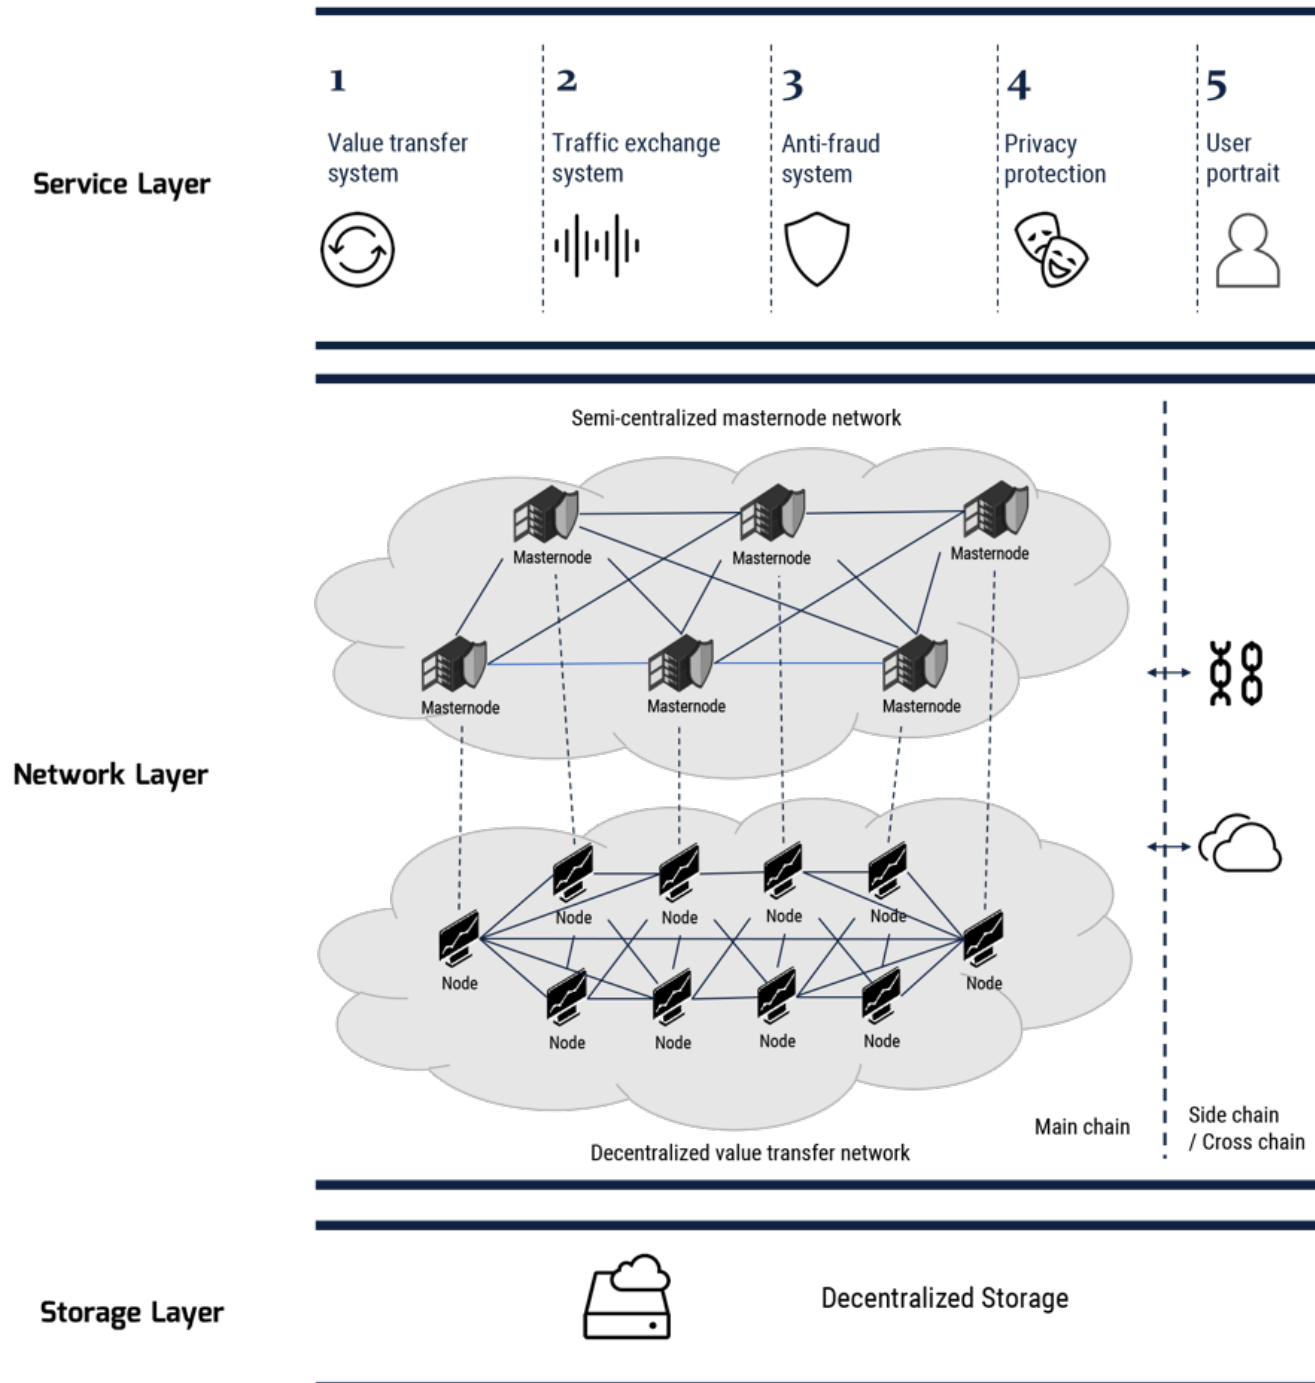 Service Layer
1
Value transfer
system
2
Traffic exchange
system
3
Anti-fraud
system
4
Privacy
protection
5
User
portrait
Network Layer
Semi-centralized masternode network
Masternode
Masternode
Masternode
Masternode
Masternode
Masternode
Node
Node
Node
Node
Node
Node
Node
Node
Node
Node
Main chain
Side chain
/ Cross chain
Decentralized value transfer network
Storage Layer
Decentralized Storage